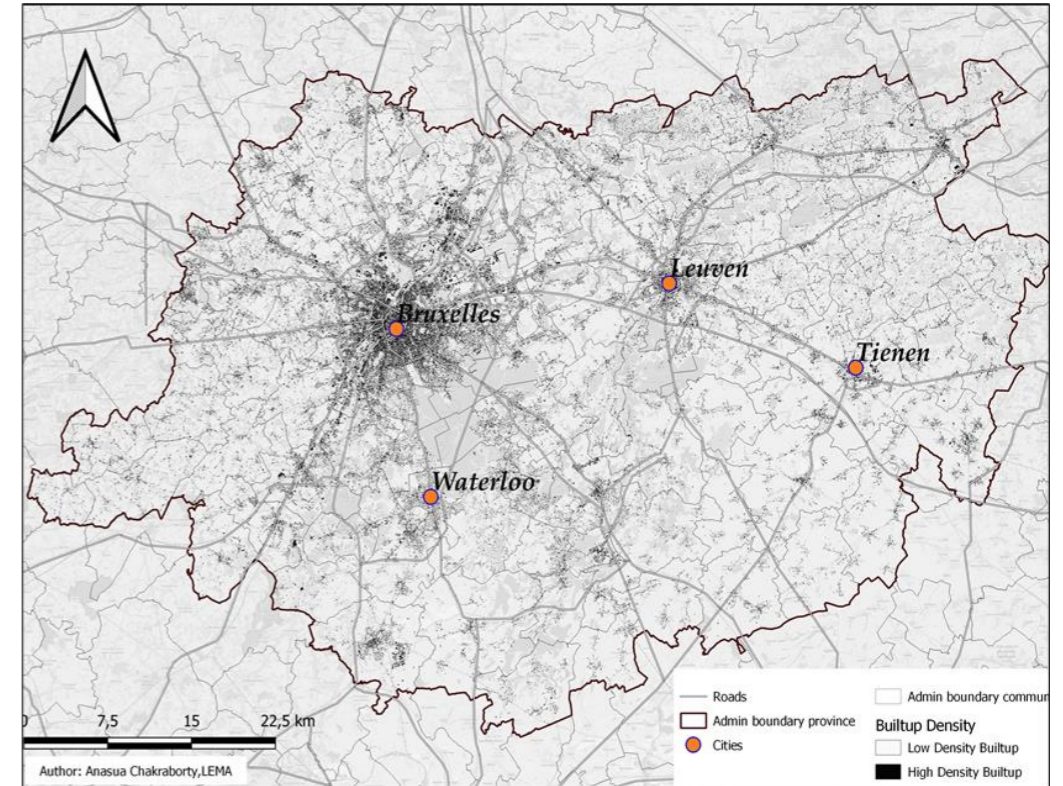 Leuven
Bruxelles
Tienen
Waterloo
0 7,5 15 22,5 km
Author: Anasua Chakraborty,LEMA
Roads
Admin boundary province
Cities
Admin boundary commun
Builtup Density
Low Density Builtup
High Density Builtup